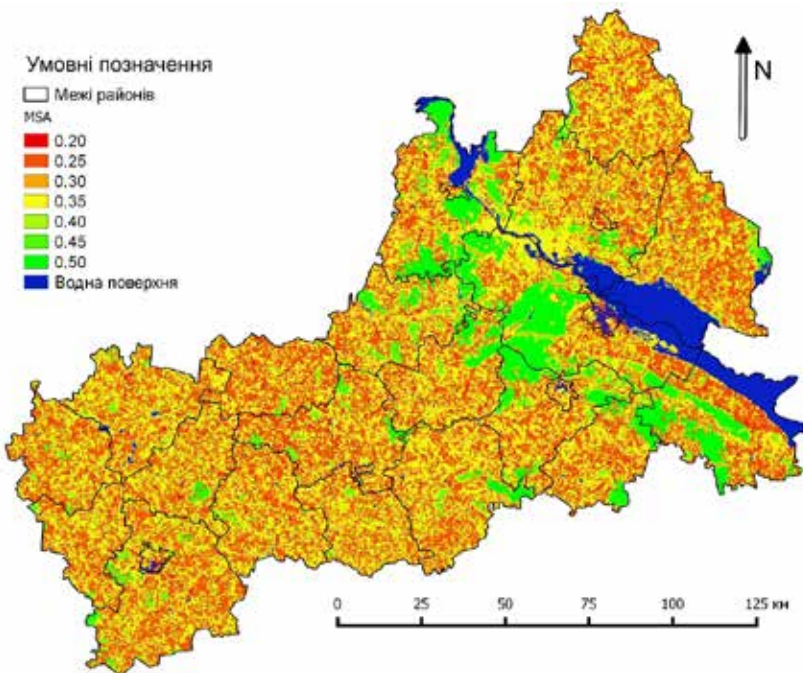 Умовні позначення
Межі районів
MSA
0.20
0.25
0.30
0.35
0.40
0.45
0.50
Водна поверхня
N
0 25 50 75 100 125 км